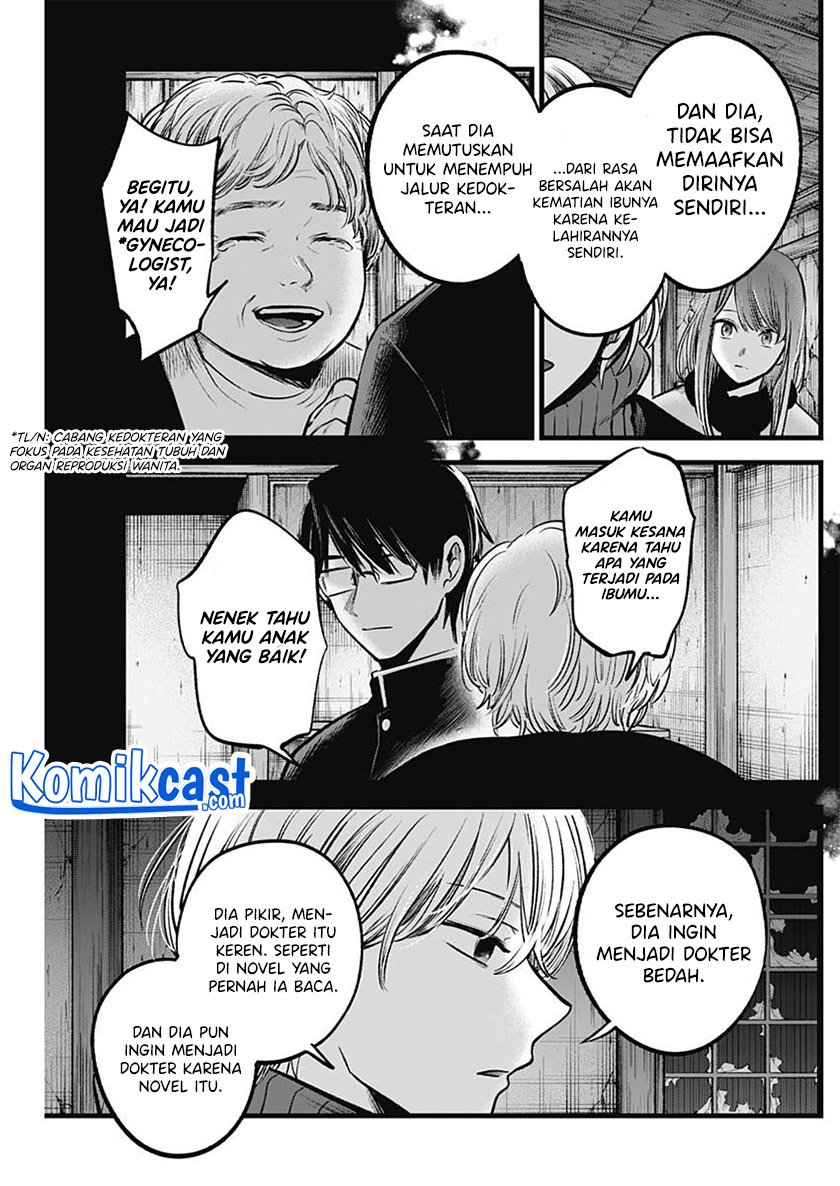 DAN DIA,
TIDAK BISA
MEMAAFKAN
DIRINYA
SENDIRI...
...DARI RASA
BERSALAH AKAN
KEMATIAN IBUNYA
KARENA KE-
LAHIRANNYA
SENDIRI.
SAAT DIA
MEMUTUSKAN
UNTUK MENEMPUH
JALUR KEDOK-
TERAN...
BEGITU,
YA! KAMU
MAU JADI
*GYNECO-
LOGIST,
YA!
*TL/N: CABANG KEDOKTERAN YANG
FOKUS PADA KESEHATAN TUBUH DAN
ORGAN REPRODUKSI WANITA.
KAMU
MASUK KESANA
KARENA TAHU
APA YANG
TERJADI PADA
IBUMU...
NENEK TAHU
KAMU ANAK
YANG BAIK!
Komikcast
.com
SEBENARNYA,
DIA INGIN
MENJADI DOKTER
BEDAH.
DIA PIKIR, MEN-
JADI DOKTER ITU
KEREN. SEPERTI
DI NOVEL YANG
PERNAH IA BACA.
DAN DIA PUN
INGIN MENJADI
DOKTER KARENA
NOVEL ITU.